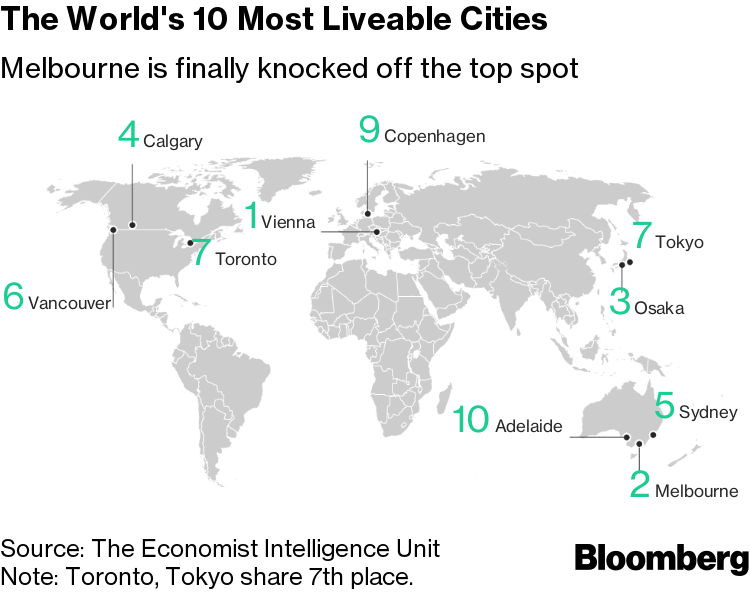 The World's 10 Most Liveable Cities
Melbourne is finally knocked off the top spot
9 Copenhagen
4 Calgary
1 Vienna
7 Tokyo
7 Toronto
6 Vancouver
3 Osaka
5 Sydney
10 Adelaide
2 Melbourne
Source: The Economist Intelligence Unit
Note: Toronto, Tokyo share 7th place.
Bloomberg